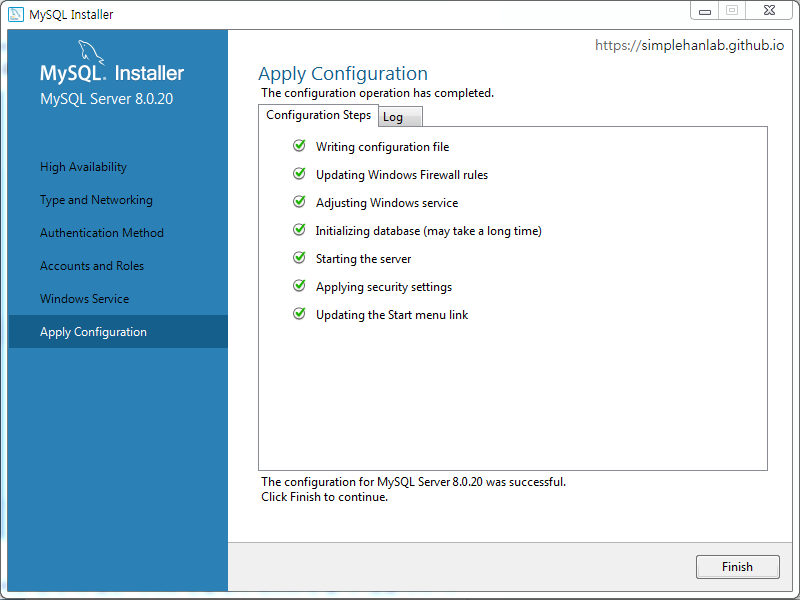 MySQL Installer
https://simplehanlab.github.io
MySQL. Installer
MySQL Server 8.0.20
High Availability
Type and Networking
Authentication Method
Accounts and Roles
Windows Service
Apply Configuration
Apply Configuration
The configuration operation has completed.
Configuration Steps Log
Writing configuration file
Updating Windows Firewall rules
Adjusting Windows service
Initializing database (may take a long time)
Starting the server
Applying security settings
Updating the Start menu link
The configuration for MySQL Server 8.0.20 was successful.
Click Finish to continue.
Finish